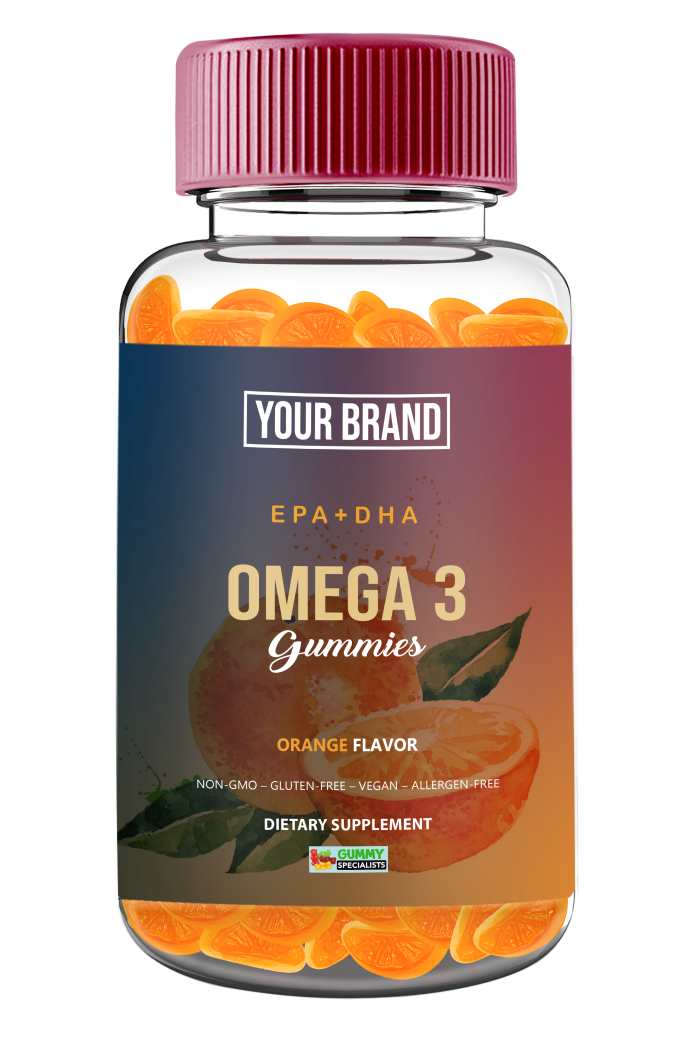 YOUR BRAND
EPA+DHA
OMEGA 3
Gummies
ORANGE FLAVOR
NON-GMO – GLUTEN-FREE – VEGAN – ALLERGEN-FREE
DIETARY SUPPLEMENT
GUMMY
SPECIALISTS